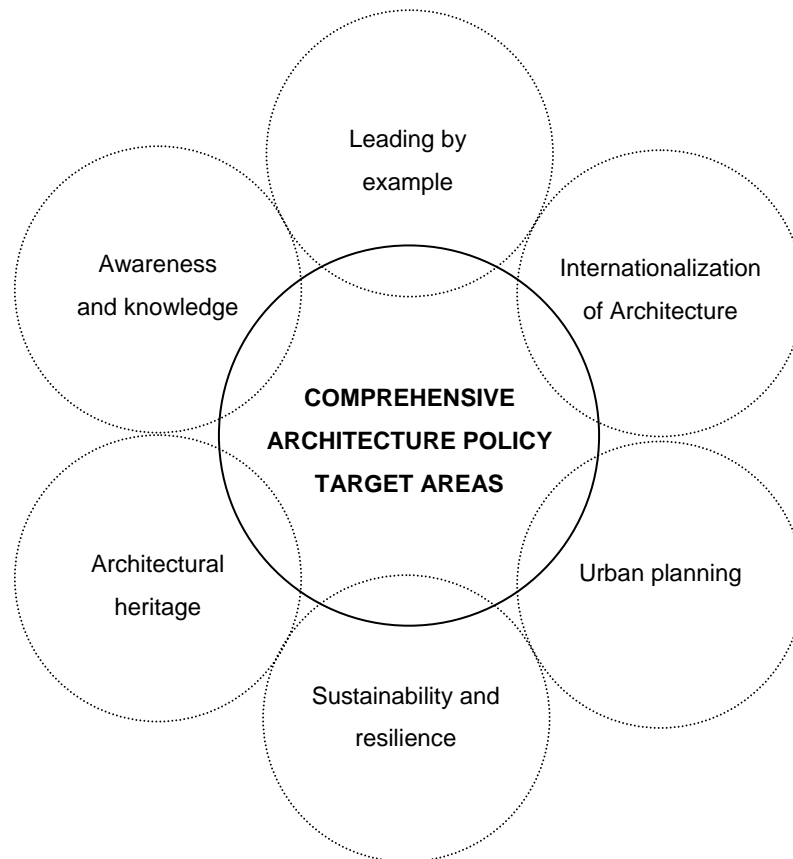 Leading by
example
Awareness
and knowledge
Internationalization
of Architecture
COMPREHENSIVE
ARCHITECTURE POLICY
TARGET AREAS
Architectural
heritage
Urban planning
Sustainability and
resilience